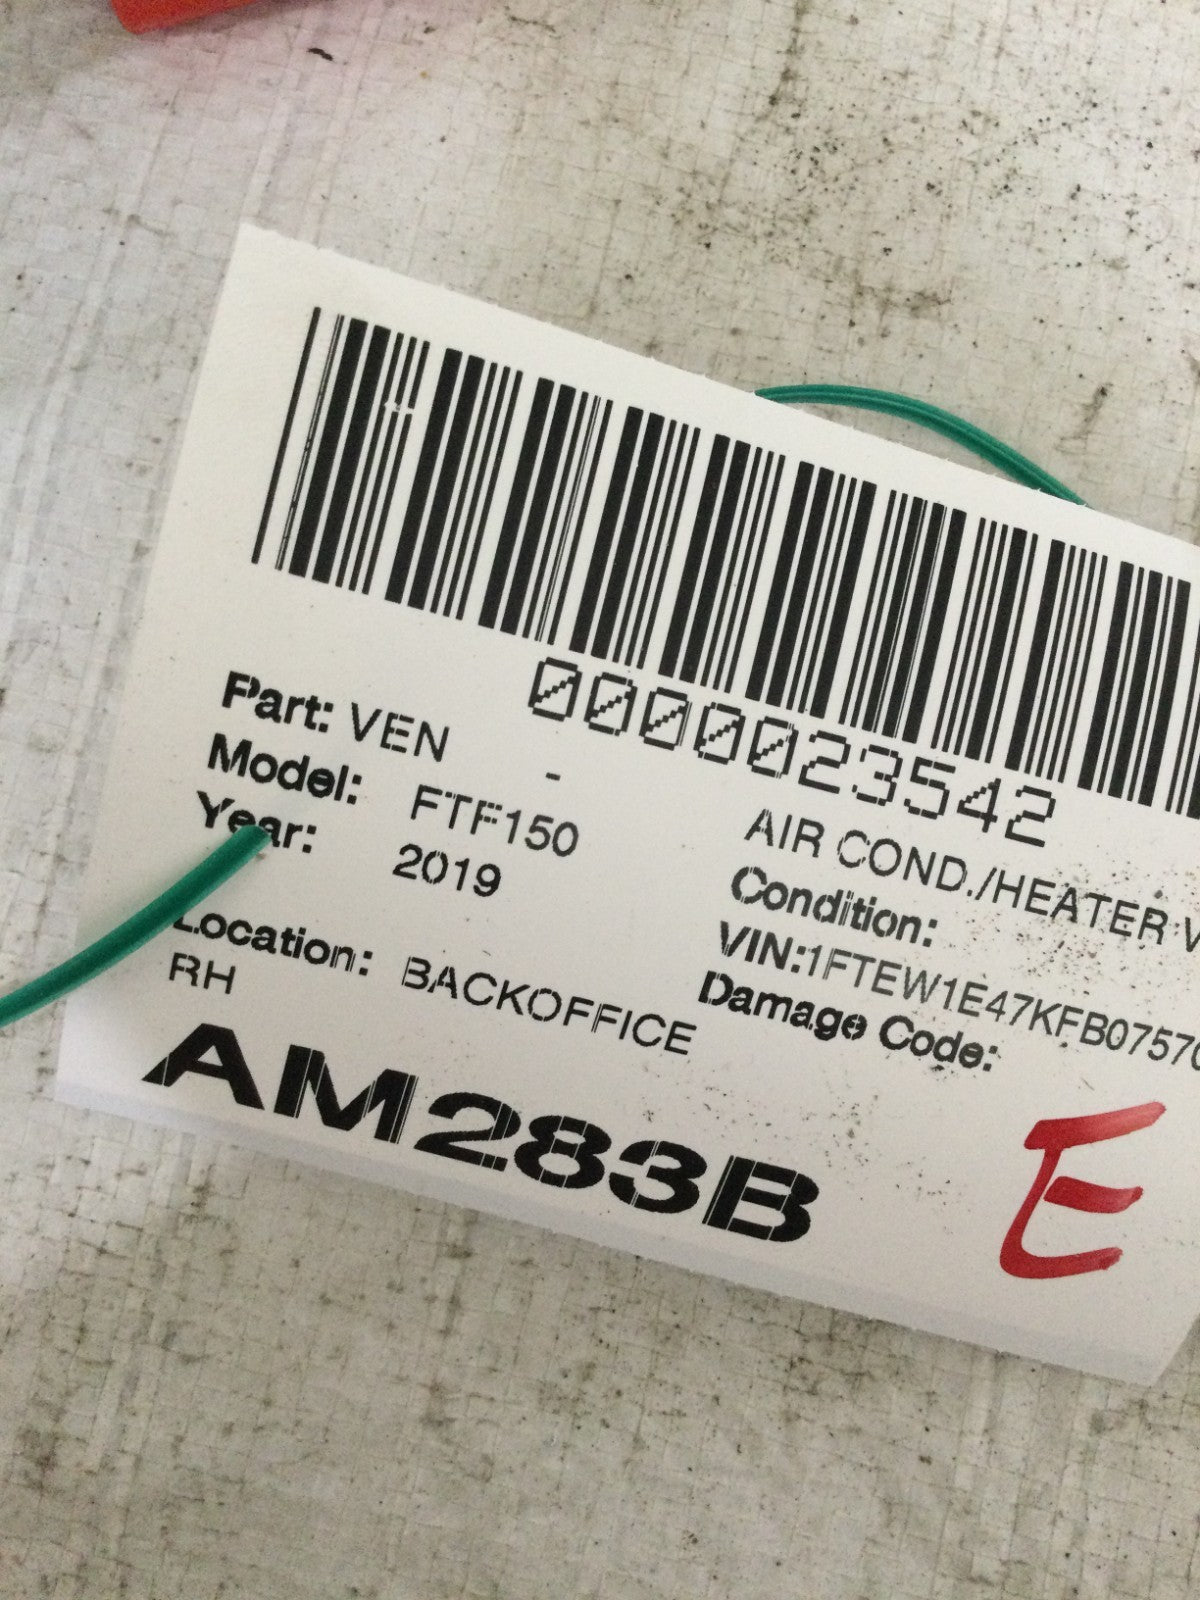 0000023542
Part: VEN -
Model: FTF150
Year: 2019
AIR COND./HEATER
Condition:
VIN:1FTEW1E47KFB0757
Damage Code:
Location: BACKOFFICE
RH
AM283B
E